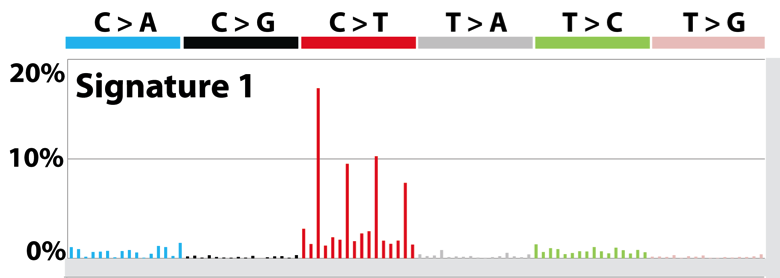 C > A C > G C > T T > A T > C T > G
20%
Signature 1
10%
0%